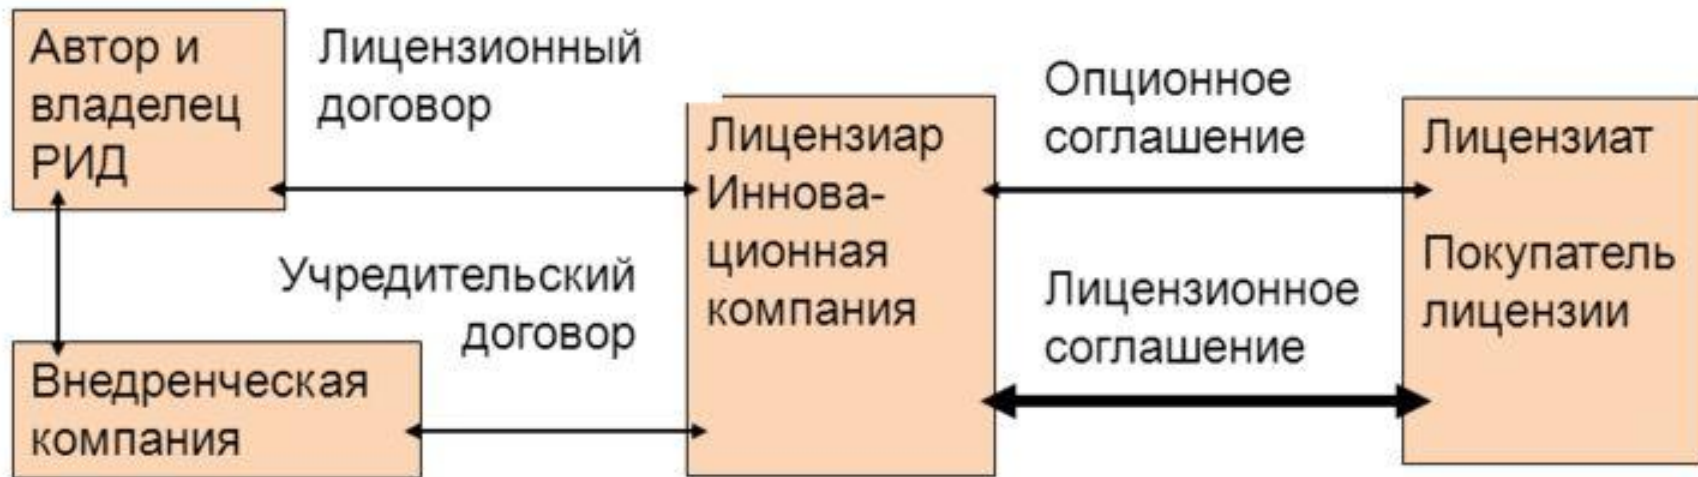 Автор и
владелец
РИД
Лицензионный
договор
Лицензиар
Иннова-
ционная
компания
Опционное
соглашение
Лицензиат
Покупатель
лицензии
Учредительский
договор
Лицензионное
соглашение
Внедренческая
компания